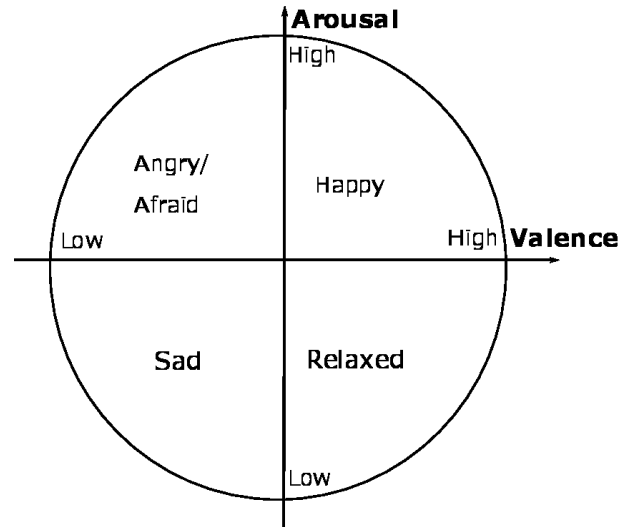 Arousal
High
Angry/
Afraid
Happy
Low
High Valence
Sad
Relaxed
Low